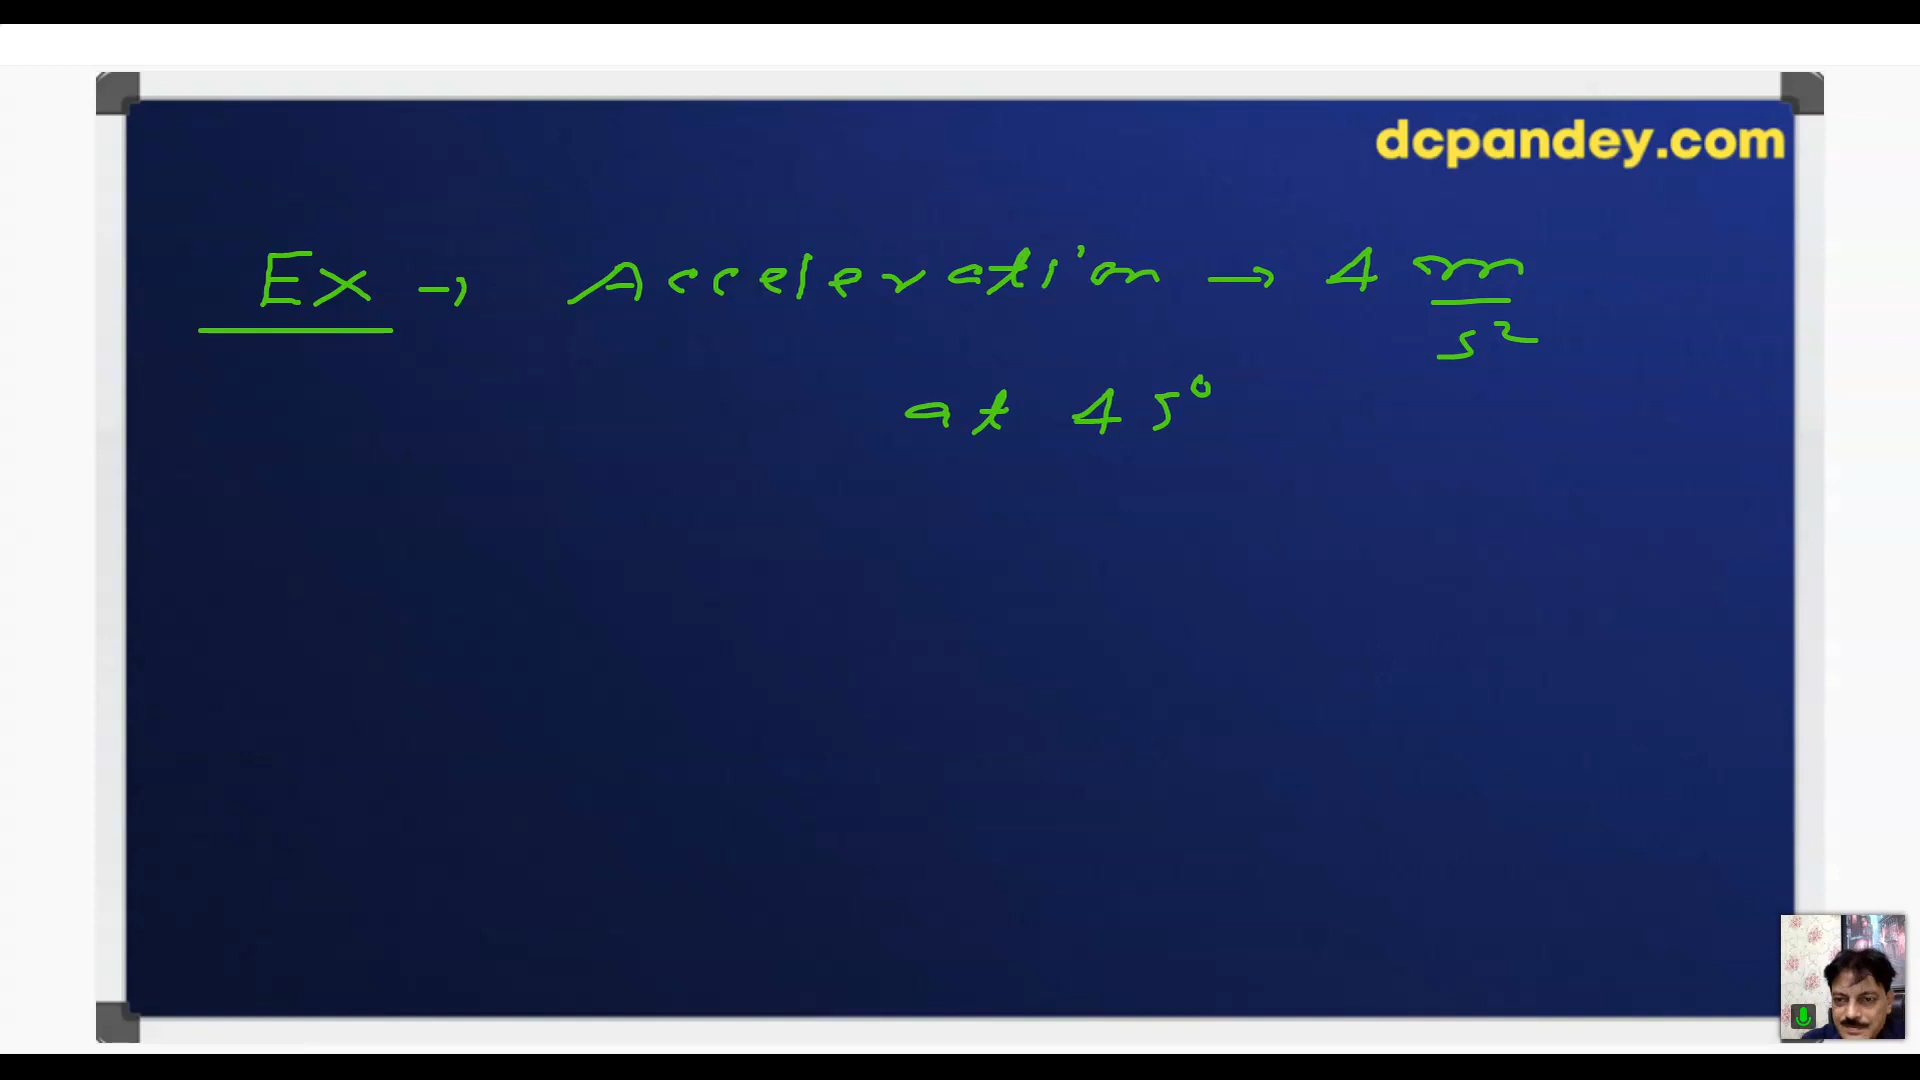 dcpandey.com
Ex → Acceleration → 4 m/s²
at 45°